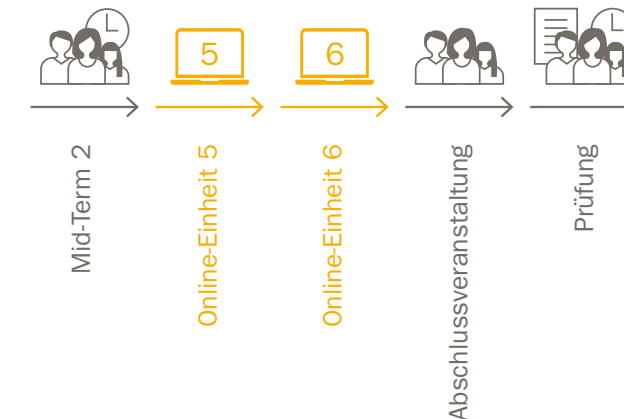 5
6
Mid-Term 2
Online-Einheit 5
Online-Einheit 6
Abschlussveranstaltung
Prüfung